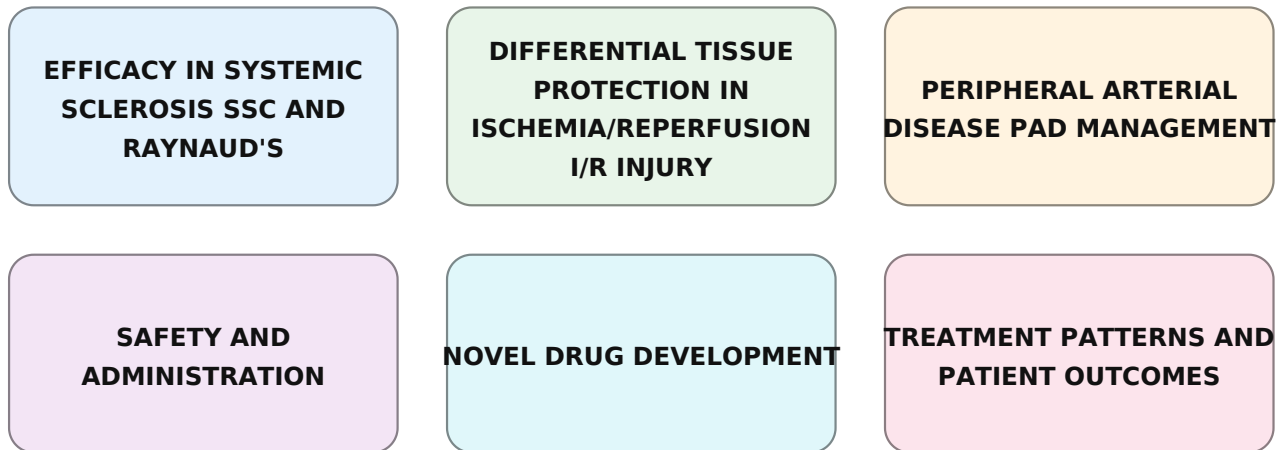 EFFICACY IN SYSTEMIC
SCLEROSIS SSC AND
RAYNAUD'S
DIFFERENTIAL TISSUE
PROTECTION IN
ISCHEMIA/REPERFUSION
I/R INJURY
PERIPHERAL ARTERIAL
DISEASE PAD MANAGEMENT
SAFETY AND
ADMINISTRATION
NOVEL DRUG DEVELOPMENT
TREATMENT PATTERNS AND
PATIENT OUTCOMES